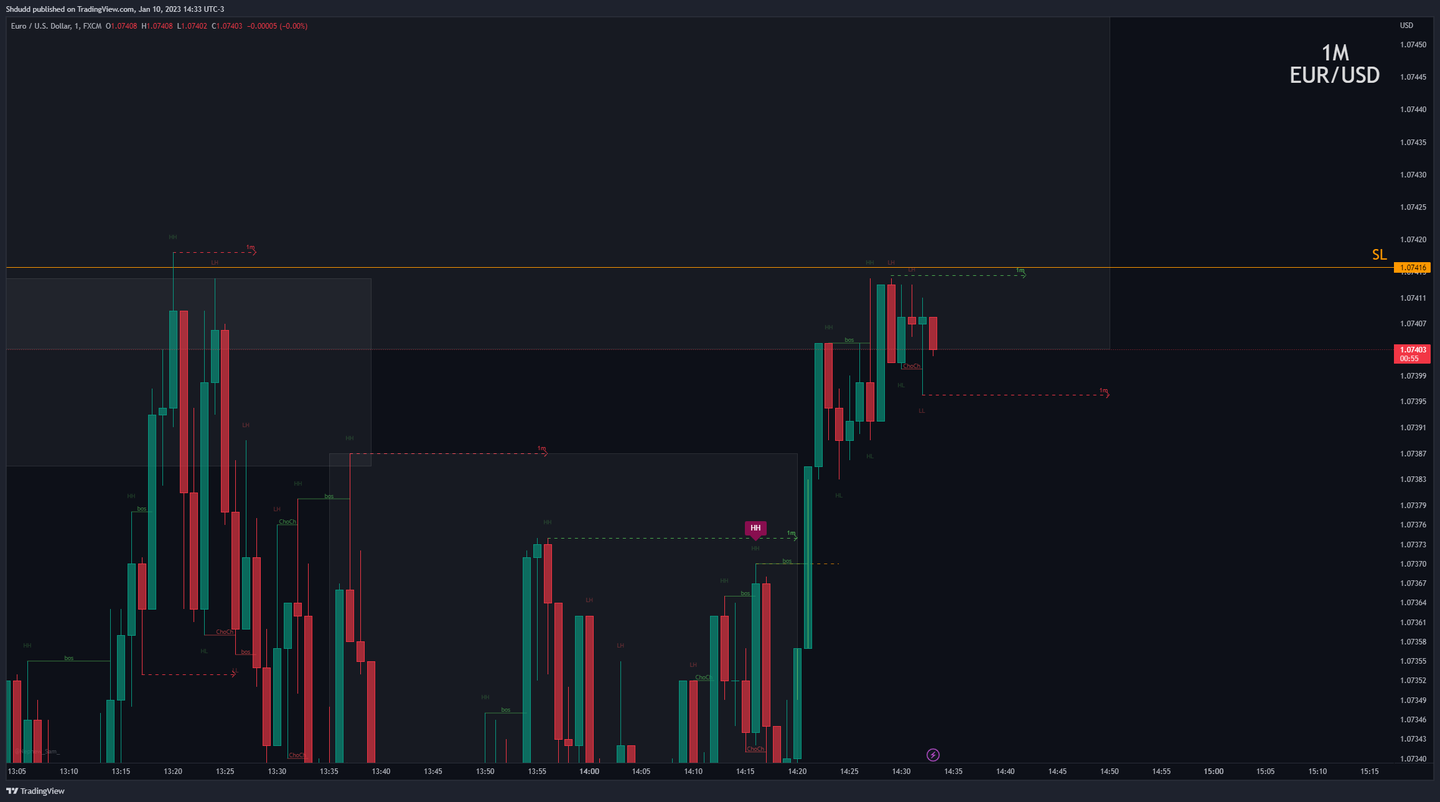 Shdudd published on TradingView.com, Jan 10, 2023 14:33 UTC-3
Euro / U.S. Dollar, 1, FXCM O1.07408 H1.07408 L1.07402 C1.07403 −0.00005 (−0.00%)
USD
1M
EUR/USD
1.07450
1.07445
1.07440
1.07435
1.07430
1.07425
1.07420
SL
1.07416
1.07411
1.07407
1.07403
00:55
1.07399
1.07395
1.07391
1.07387
1.07383
1.07379
1.07376
1.07373
1.07370
1.07367
1.07364
1.07361
1.07358
1.07355
1.07352
1.07349
1.07346
1.07343
1.07340
HH
1m
LH
HH
LH
LH
1m
HH
bos
ChoCh
HL
1m
LL
HL
HL
HH
1m
LH
HH
bos
HH
bos
LH
ChoCh
HH
HH
1m
HH
bos
HH
bos
LH
ChoCh
HL
bos
LL
HH
bos
LH
LH
LH
ChoCh
HH
bos
ChoCh
ChoCh
13:05 13:10 13:15 13:20 13:25 13:30 13:35 13:40 13:45 13:50 13:55 14:00 14:05 14:10 14:15 14:20 14:25 14:30 14:35 14:40 14:45 14:50 14:55 15:00 15:05 15:10 15:15
TradingView